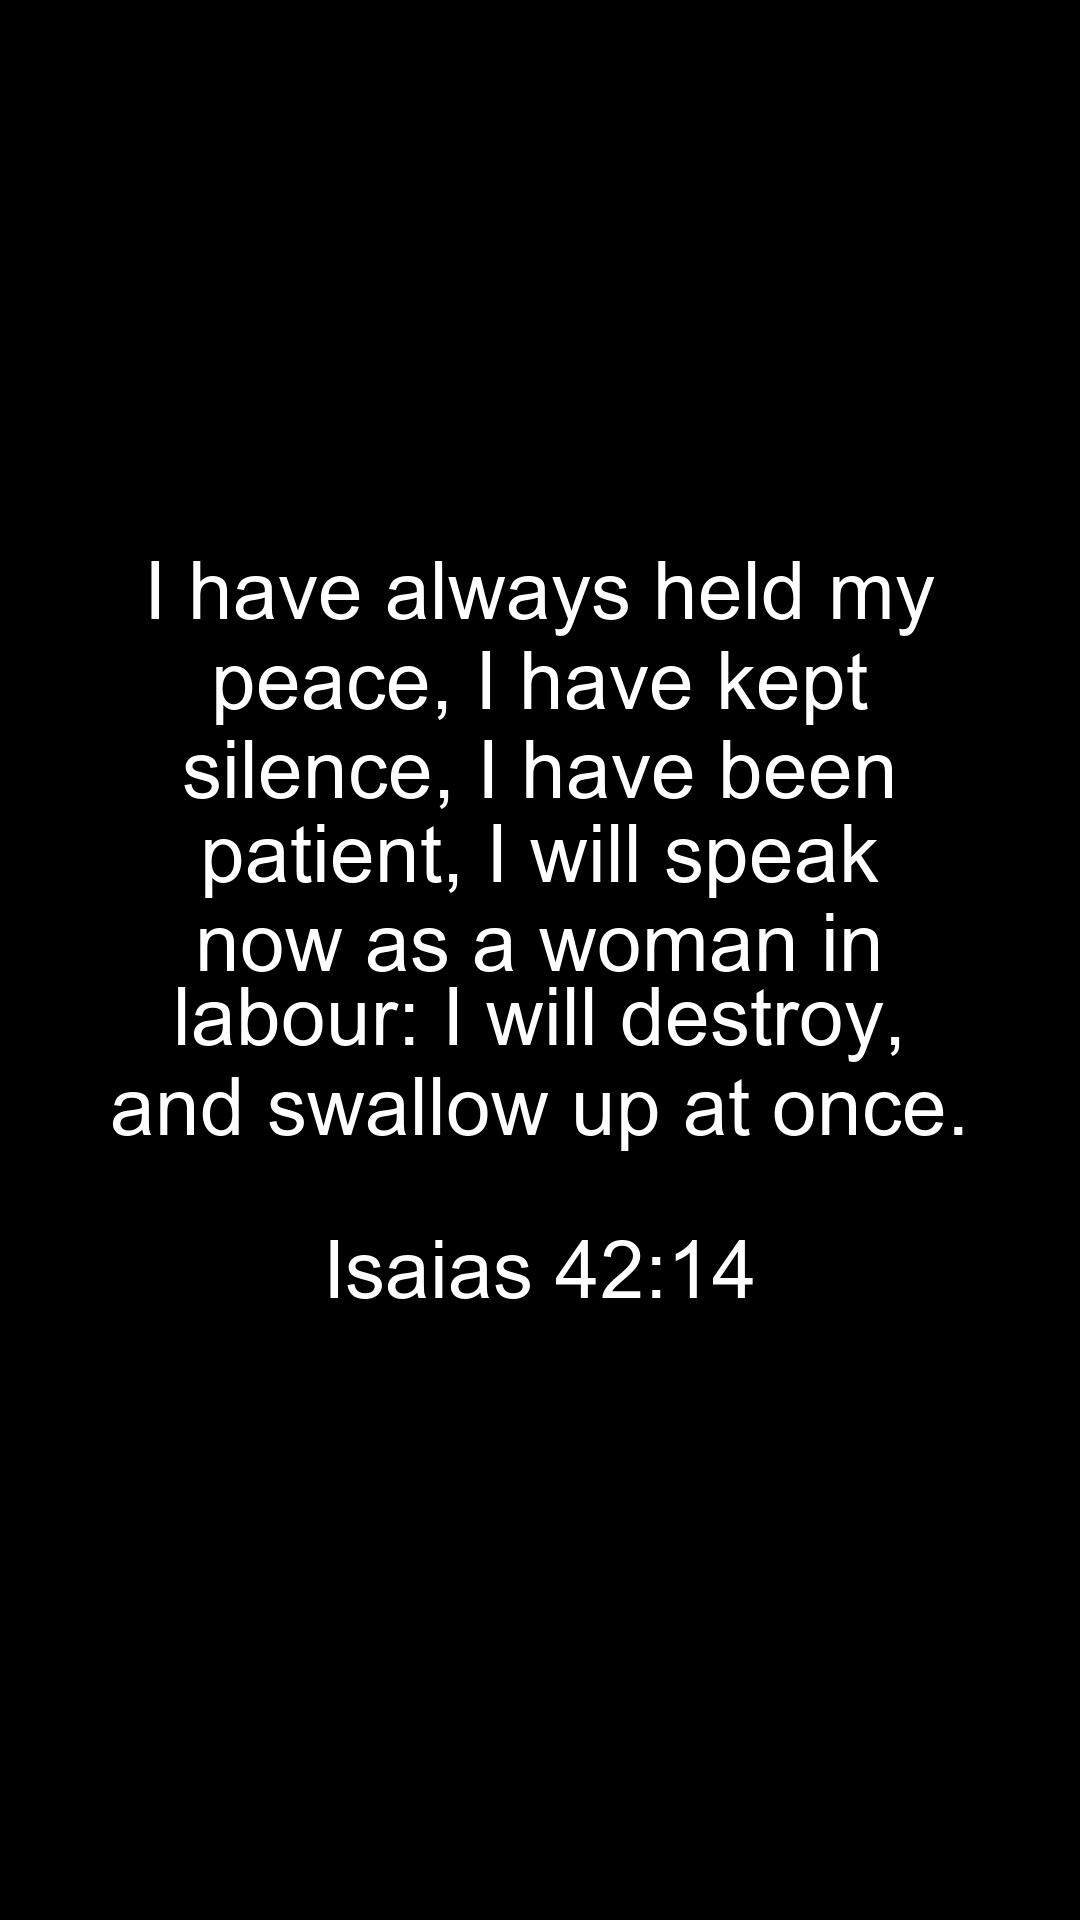 I have always held my
peace, I have kept
silence, I have been
patient, I will speak
now as a woman in
labour: I will destroy,
and swallow up at once.
Isaias 42:14